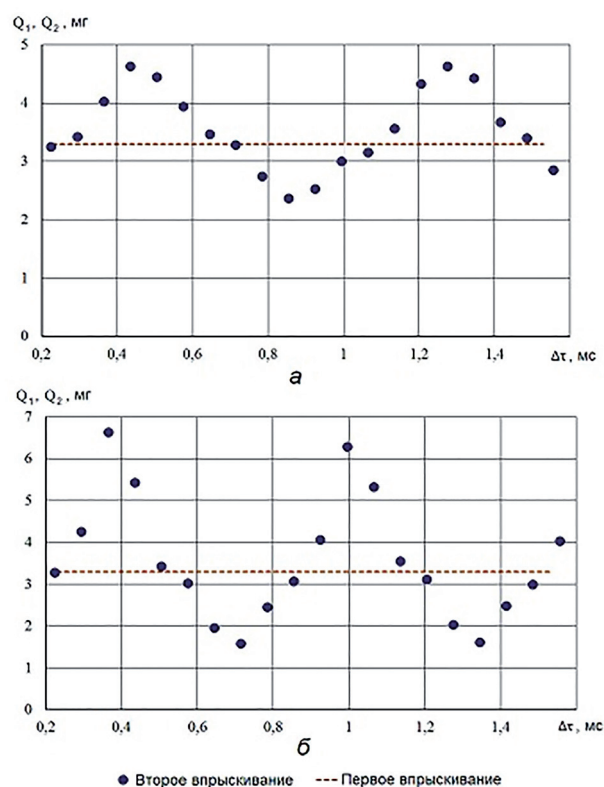 Q₁, Q₂, мг
5
4
3
2
1
0
0,2 0,4 0,6 0,8 1 1,2 1,4 Δτ, мс
а
Q₁, Q₂, мг
7
6
5
4
3
2
1
0
0,2 0,4 0,6 0,8 1 1,2 1,4 Δτ, мс
б
Второе впрыскивание Первое впрыскивание